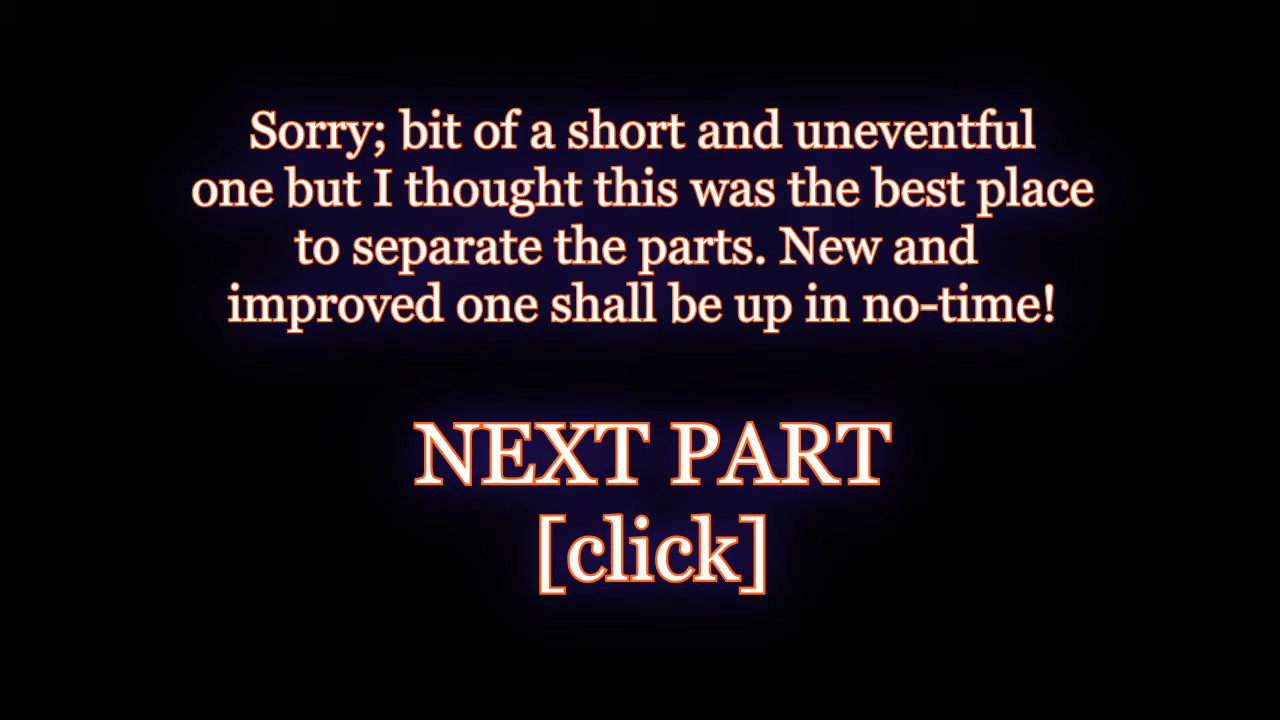 Sorry; bit of a short and uneventful
one but I thought this was the best place
to separate the parts. New and
improved one shall be up in no-time!
NEXT PART
[click]